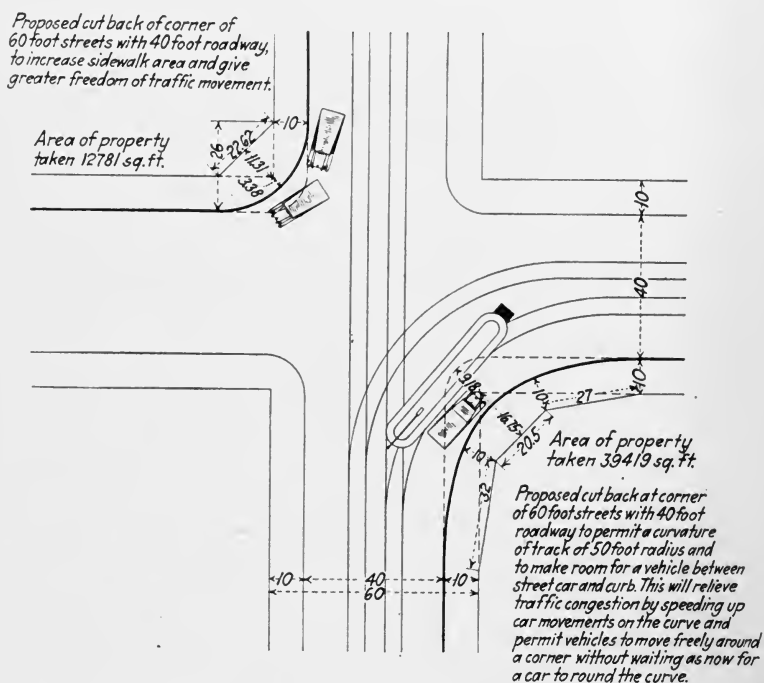 Proposed cut back of corner of
60 foot streets with 40 foot roadway,
to increase sidewalk area and give
greater freedom of traffic movement.
Area of property
taken 12781 sq. ft.
10
26
22.62
11.31
3.38
10
40
10
9.18
10
27
16.75
20.5
10
32
Area of property
taken 39419 sq. ft.
Proposed cut back at corner
of 60 foot streets with 40 foot
roadway to permit a curvature
of track of 50 foot radius and
to make room for a vehicle between
street car and curb. This will relieve
traffic congestion by speeding up
car movements on the curve and
permit vehicles to move freely around
a corner without waiting as now for
a car to round the curve.
10 40 10
60